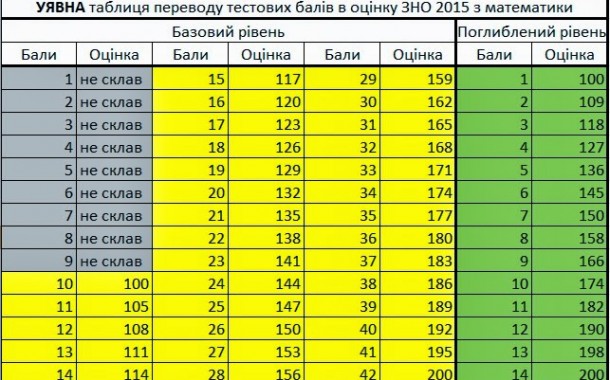 УЯВНА таблиця переводу тестових балів в оцінку ЗНО 2015 з математики
Базовий рівень Поглиблений рівень
Бали Оцінка Бали Оцінка Бали Оцінка Бали Оцінка
1 не склав 15 117 29 159 1 100
2 не склав 16 120 30 162 2 109
3 не склав 17 123 31 165 3 118
4 не склав 18 126 32 168 4 127
5 не склав 19 129 33 171 5 136
6 не склав 20 132 34 174 6 145
7 не склав 21 135 35 177 7 150
8 не склав 22 138 36 180 8 158
9 не склав 23 141 37 183 9 166
10 100 24 144 38 186 10 174
11 105 25 147 39 189 11 182
12 108 26 150 40 192 12 190
13 111 27 153 41 195 13 198
14 114 28 156 42 200 14 200